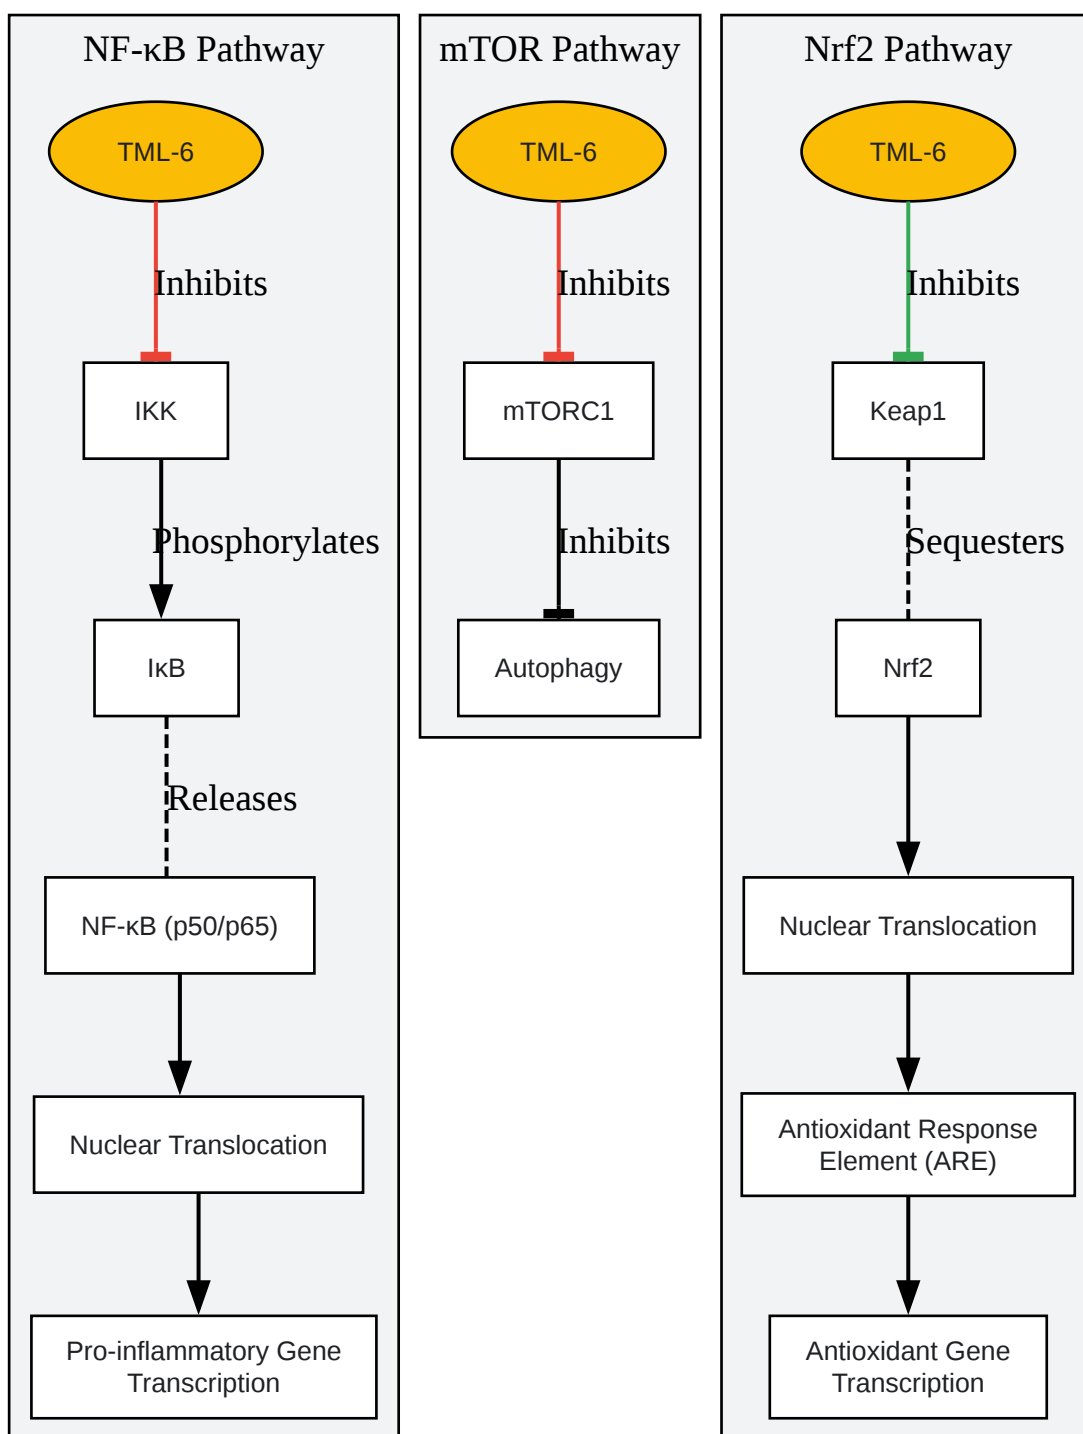 NF-κB Pathway
TML-6
Inhibits
IKK
Phosphorylates
IκB
Releases
NF-κB (p50/p65)
Nuclear Translocation
Pro-inflammatory Gene
Transcription
mTOR Pathway
TML-6
Inhibits
mTORC1
Inhibits
Autophagy
Nrf2 Pathway
TML-6
Inhibits
Keap1
Sequesters
Nrf2
Nuclear Translocation
Antioxidant Response
Element (ARE)
Antioxidant Gene
Transcription